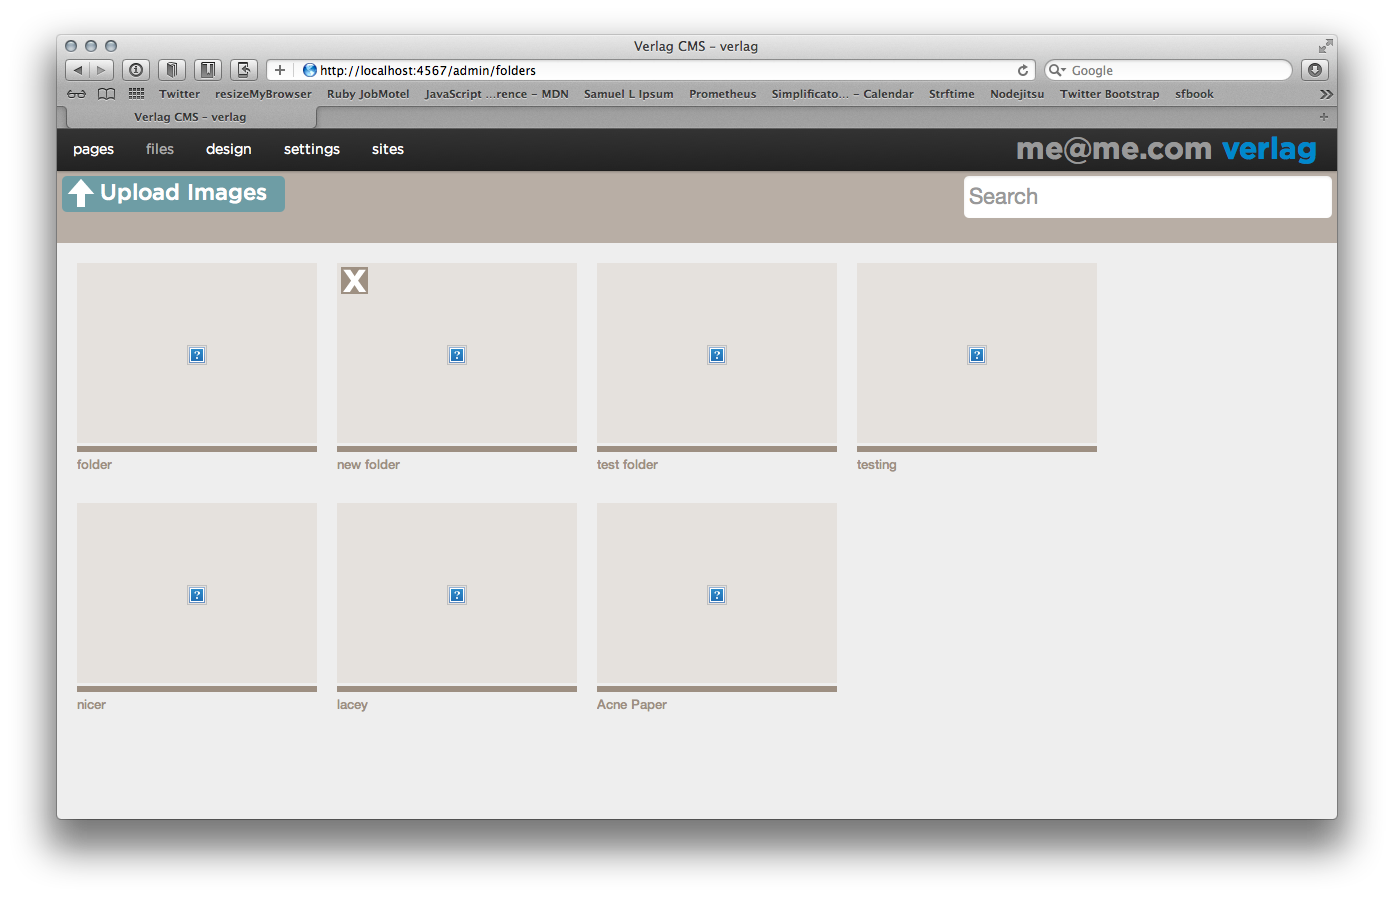 Verlag CMS – verlag
http://localhost:4567/admin/folders
Google
Twitter resizeMyBrowser Ruby JobMotel JavaScript ...rence – MDN Samuel L Ipsum Prometheus Simplificato... – Calendar Strftime Nodejitsu Twitter Bootstrap sfbook
Verlag CMS – verlag
pages files design settings sites me@me.com verlag
Upload Images
Search
X
folder new folder test folder testing
nicer lacey Acne Paper